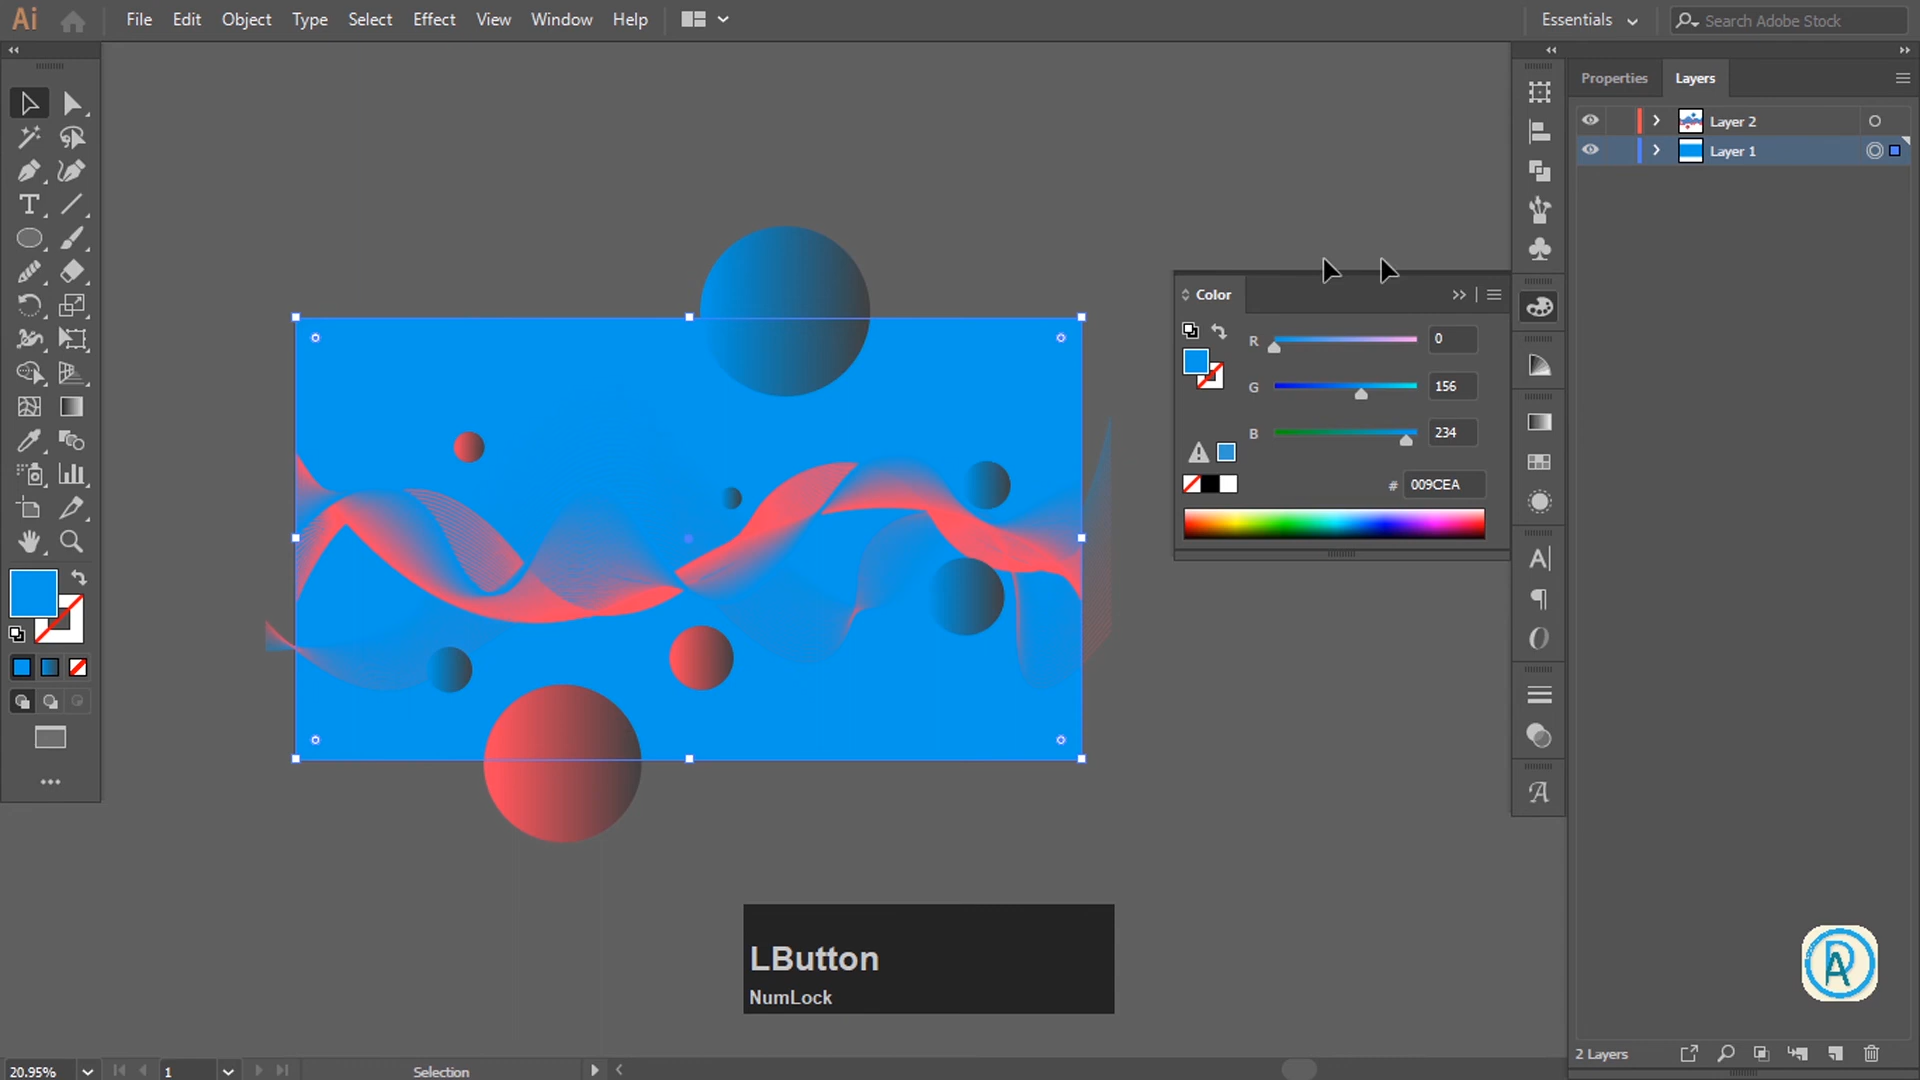 Ai File Edit Object Type Select Effect View Window Help Essentials Search Adobe Stock
Properties Layers
Layer 2
Layer 1
Color
R 0
G 156
B 234
# 009CEA
LButton
NumLock
2 Layers
20.95% 1 Selection